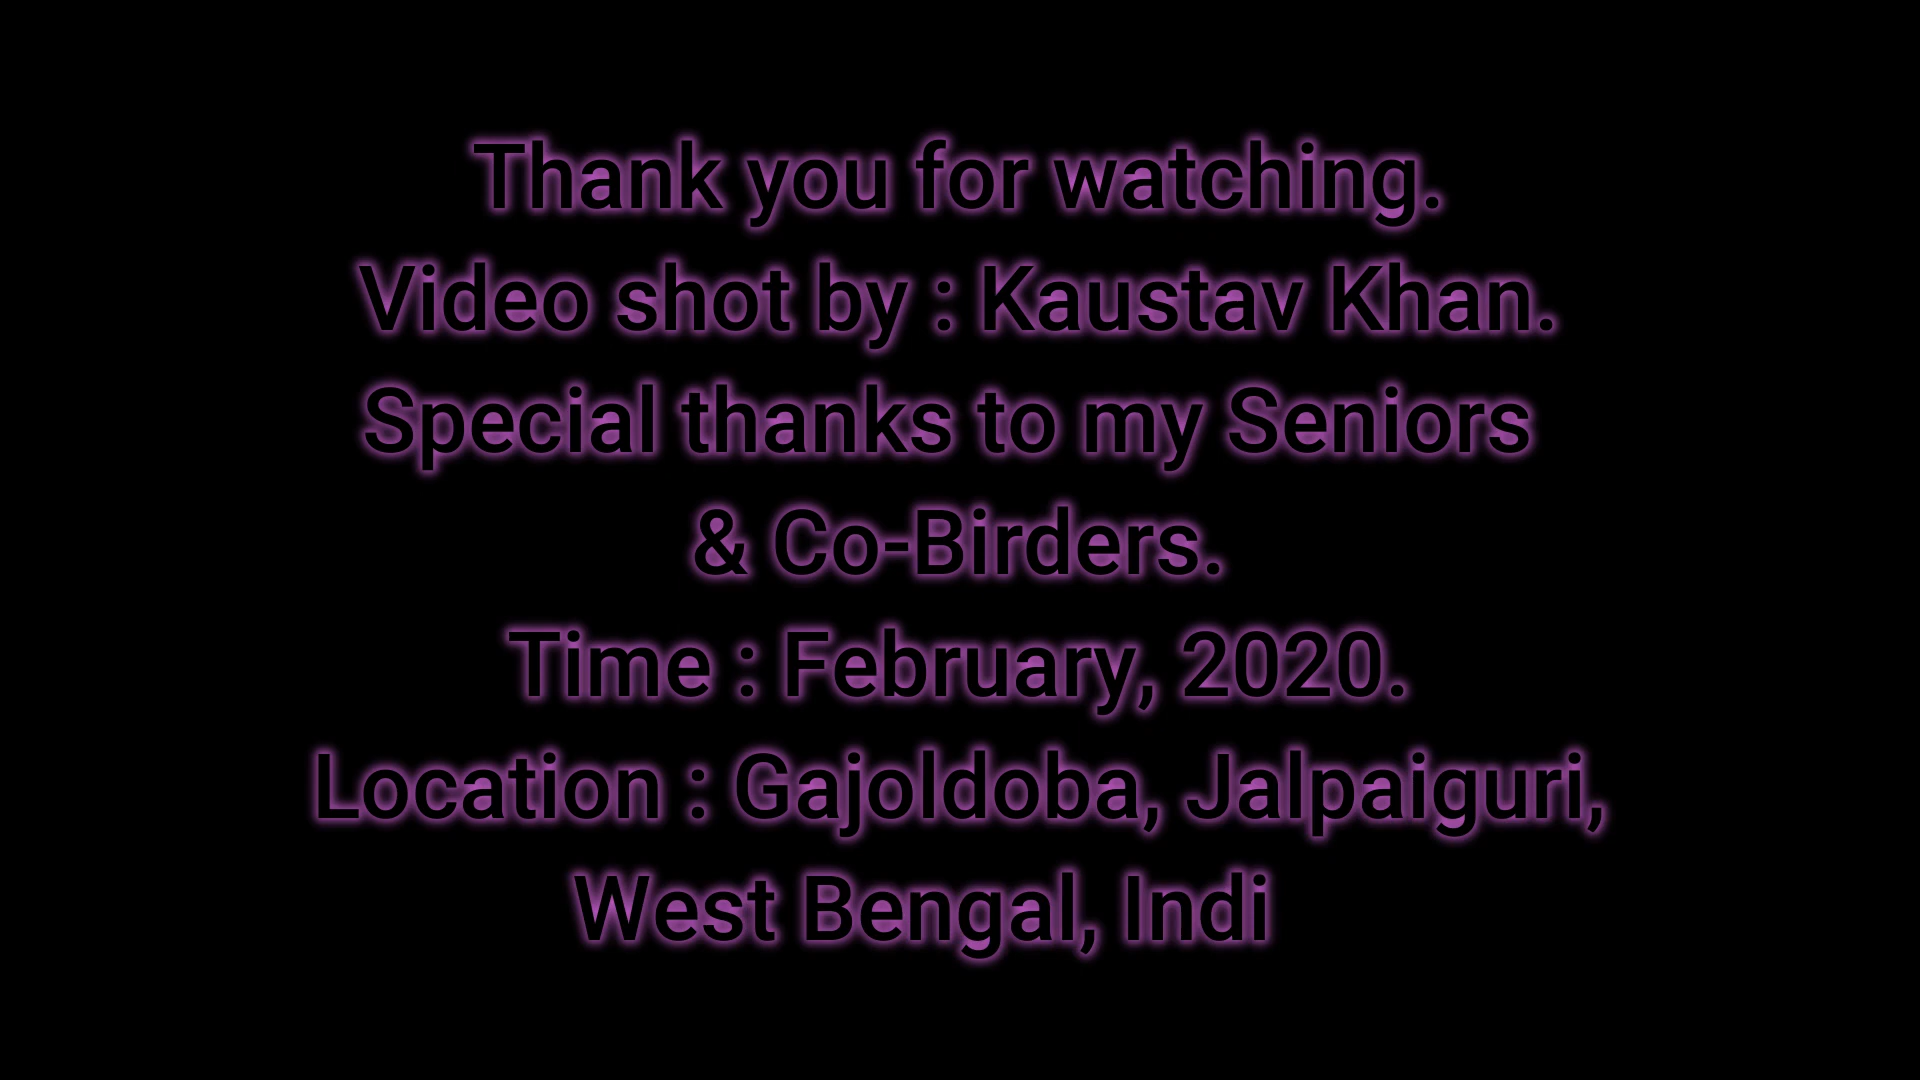 Thank you for watching.
Video shot by : Kaustav Khan.
Special thanks to my Seniors
& Co-Birders.
Time : February, 2020.
Location : Gajoldoba, Jalpaiguri,
West Bengal, Indi